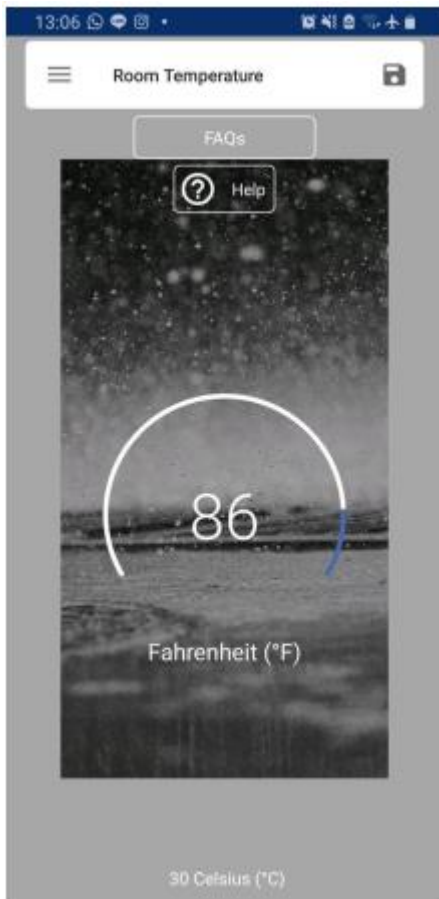 13:06
Room Temperature
FAQs
? Help
86
Fahrenheit (°F)
30 Celsius (°C)